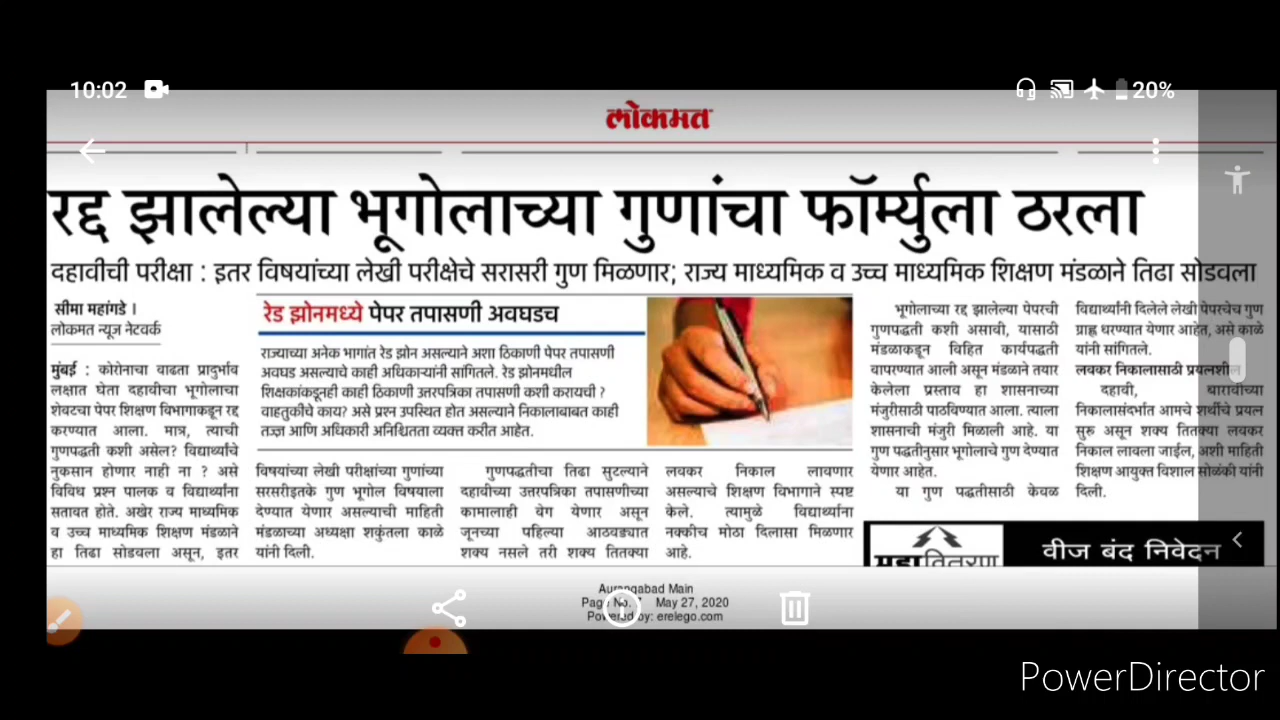 10:02
20%
लोकमत
रद्द झालेल्या भूगोलाच्या गुणांचा फॉर्म्युला ठरला
दहावीची परीक्षा : इतर विषयांच्या लेखी परीक्षेचे सरासरी गुण मिळणार; राज्य माध्यमिक व उच्च माध्यमिक शिक्षण मंडळाने तिढा सोडवला
सीमा महांगडे ।
लोकमत न्यूज नेटवर्क
मुंबई : कोरोनाचा वाढता प्रादुर्भाव
लक्षात घेता दहावीचा भूगोलाचा
शेवटचा पेपर शिक्षण विभागाकडून रद्द
करण्यात आला. मात्र, त्याची
गुणपद्धती कशी असेल? विद्यार्थ्यांचे
नुकसान होणार नाही ना ? असे
विविध प्रश्न पालक व विद्यार्थ्यांना
सतावत होते. अखेर राज्य माध्यमिक
व उच्च माध्यमिक शिक्षण मंडळाने
हा तिढा सोडवला असून, इतर
रेड झोनमध्ये पेपर तपासणी अवघडच
राज्याच्या अनेक भागांत रेड झोन असल्याने अशा ठिकाणी पेपर तपासणी
अवघड असल्याचे काही अधिकाऱ्यांनी सांगितले. रेड झोनमधील
शिक्षकांकडूनही काही ठिकाणी उत्तरपत्रिका तपासणी कशी करायची ?
वाहतुकीचे काय? असे प्रश्न उपस्थित होत असल्याने निकालाबाबत काही
तज्ज्ञ आणि अधिकारी अनिश्चितता व्यक्त करीत आहेत.
विषयांच्या लेखी परीक्षांच्या गुणांच्या
सरसरीइतके गुण भूगोल विषयाला
देण्यात येणार असल्याची माहिती
मंडळाच्या अध्यक्षा शकुंतला काळे
यांनी दिली.
गुणपद्धतीचा तिढा सुटल्याने
दहावीच्या उत्तरपत्रिका तपासणीच्या
कामालाही वेग येणार असून
जूनच्या पहिल्या आठवड्यात
शक्य नसले तरी शक्य तितक्या
लवकर निकाल लावणार
असल्याचे शिक्षण विभागाने स्पष्ट
केले. त्यामुळे विद्यार्थ्यांना
नक्कीच मोठा दिलासा मिळणार
आहे.
भूगोलाच्या रद्द झालेल्या पेपरची
गुणपद्धती कशी असावी, यासाठी
मंडळाकडून विहित कार्यपद्धती
वापरण्यात आली असून मंडळाने तयार
केलेला प्रस्ताव हा शासनाच्या
मंजुरीसाठी पाठविण्यात आला. त्याला
शासनाची मंजुरी मिळाली आहे. या
गुण पद्धतीनुसार भूगोलाचे गुण देण्यात
येणार आहेत.
या गुण पद्धतीसाठी केवळ
विद्यार्थ्यांनी दिलेले लेखी पेपरचेच गुण
ग्राह्य धरण्यात येणार आहेत, असे काळे
यांनी सांगितले.
लवकर निकालासाठी प्रयत्नशील
दहावी, बारावीच्या
निकालासंदर्भात आमचे शर्थीचे प्रयत्न
सुरू असून शक्य तितक्या लवकर
निकाल लावला जाईल, अशी माहिती
शिक्षण आयुक्त विशाल सोळंकी यांनी
दिली.
महावितरण
वीज बंद निवेदन
Aurangabad Main
Page No. 7 May 27, 2020
Powered by: erelego.com
PowerDirector